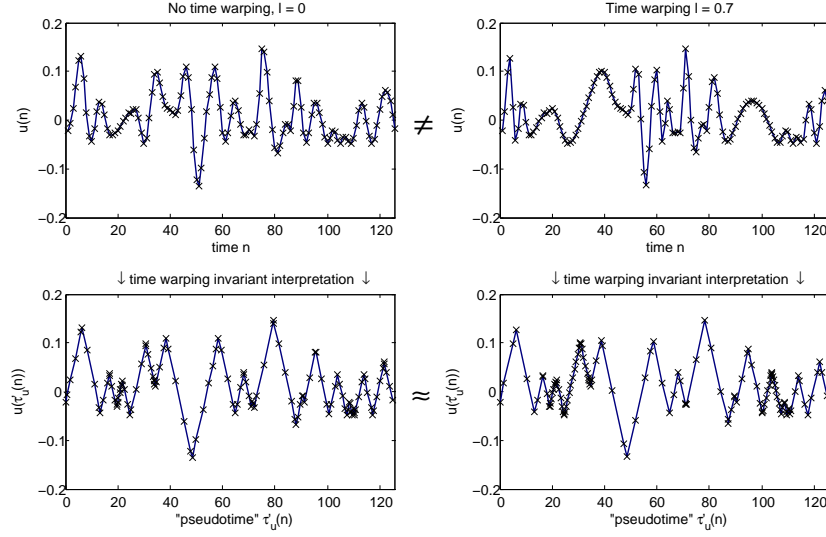 No time warping, l = 0
0.2
0.1
0
−0.1
−0.2
u(n)
0 20 40 60 80 100 120
time n
≠
Time warping l = 0.7
0.2
0.1
0
−0.1
−0.2
u(n)
0 20 40 60 80 100 120
time n
↓ time warping invariant interpretation ↓
0.2
0.1
0
−0.1
−0.2
u(τ'u(n))
0 20 40 60 80 100 120
"pseudotime" τ'u(n)
≈
↓ time warping invariant interpretation ↓
0.2
0.1
0
−0.1
−0.2
u(τ'u(n))
0 20 40 60 80 100 120
"pseudotime" τ'u(n)